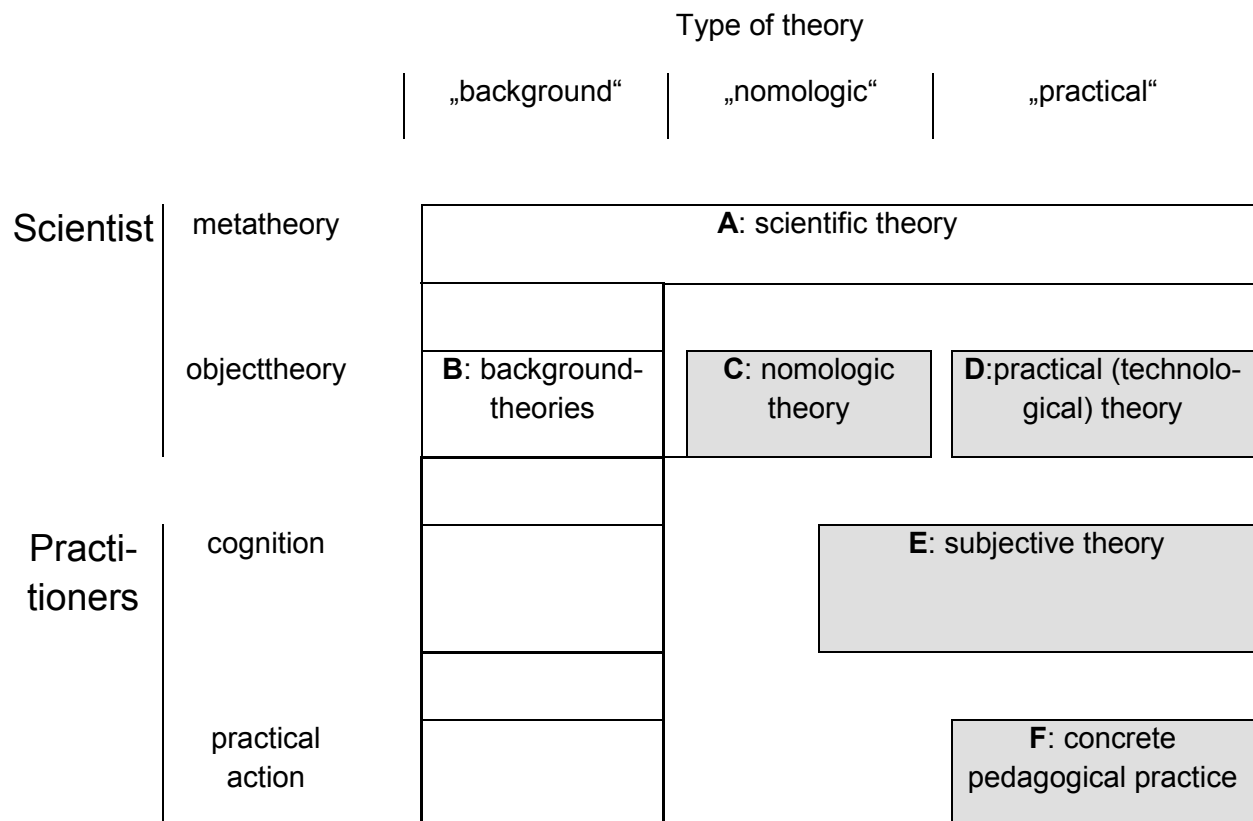 Type of theory
„background“ „nomologic“ „practical“
Scientist metatheory A: scientific theory
objecttheory B: background- C: nomologic D:practical (technolo-
theories theory gical) theory
Practi- cognition E: subjective theory
tioners
practical F: concrete
action pedagogical practice